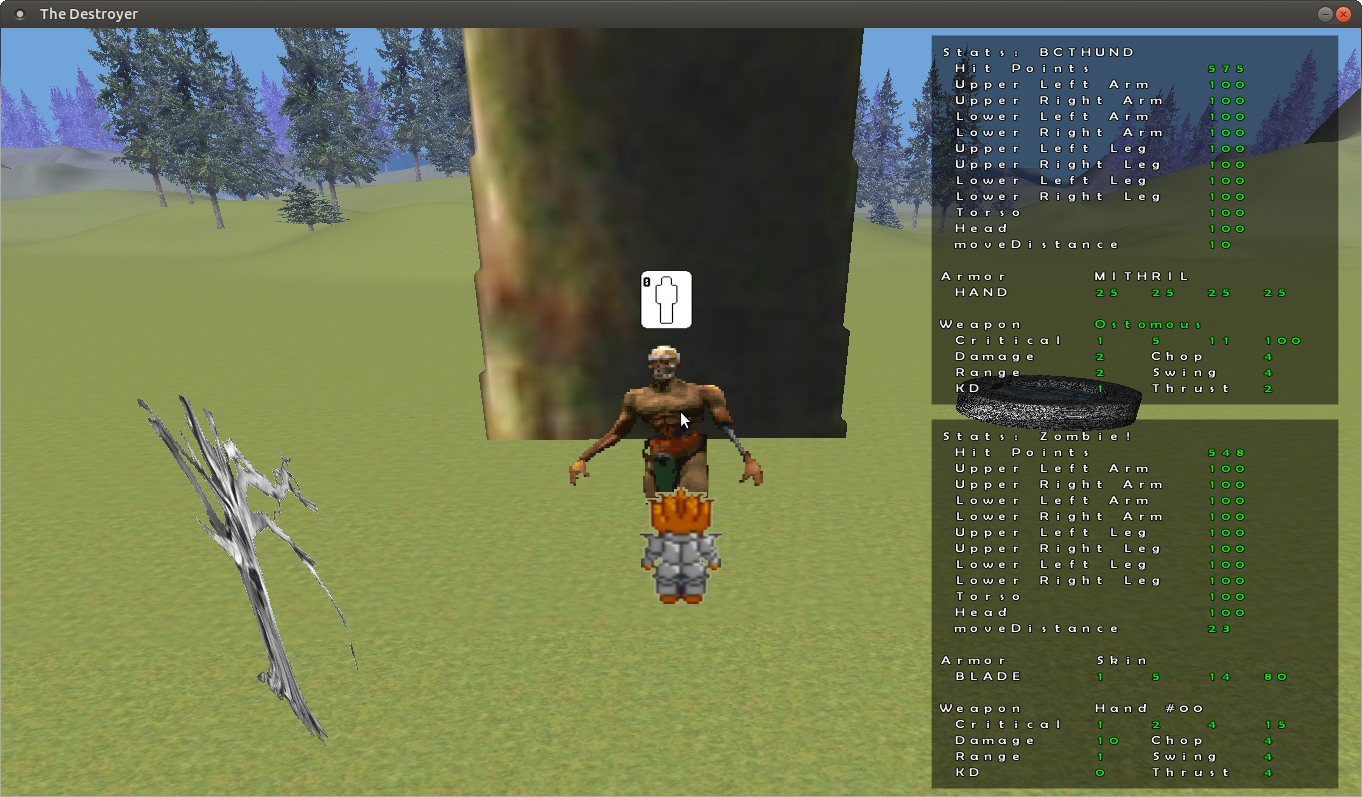 The Destroyer
Stats: BCTHUND
Hit Points 575
Upper Left Arm 100
Upper Right Arm 100
Lower Left Arm 100
Lower Right Arm 100
Upper Left Leg 100
Upper Right Leg 100
Lower Left Leg 100
Lower Right Leg 100
Torso 100
Head 100
moveDistance 10
Armor MITHRIL
HAND 25 25 25 25
Weapon Ostomous
Critical 1 5 11 100
Damage 2 Chop 4
Range 2 Swing 4
KD 1 Thrust 2
0
Stats: Zombie!
Hit Points 548
Upper Left Arm 100
Upper Right Arm 100
Lower Left Arm 100
Lower Right Arm 100
Upper Left Leg 100
Upper Right Leg 100
Lower Left Leg 100
Lower Right Leg 100
Torso 100
Head 100
moveDistance 23
Armor Skin
BLADE 1 5 14 80
Weapon Hand #00
Critical 1 2 4 15
Damage 10 Chop 4
Range 1 Swing 4
KD 0 Thrust 4